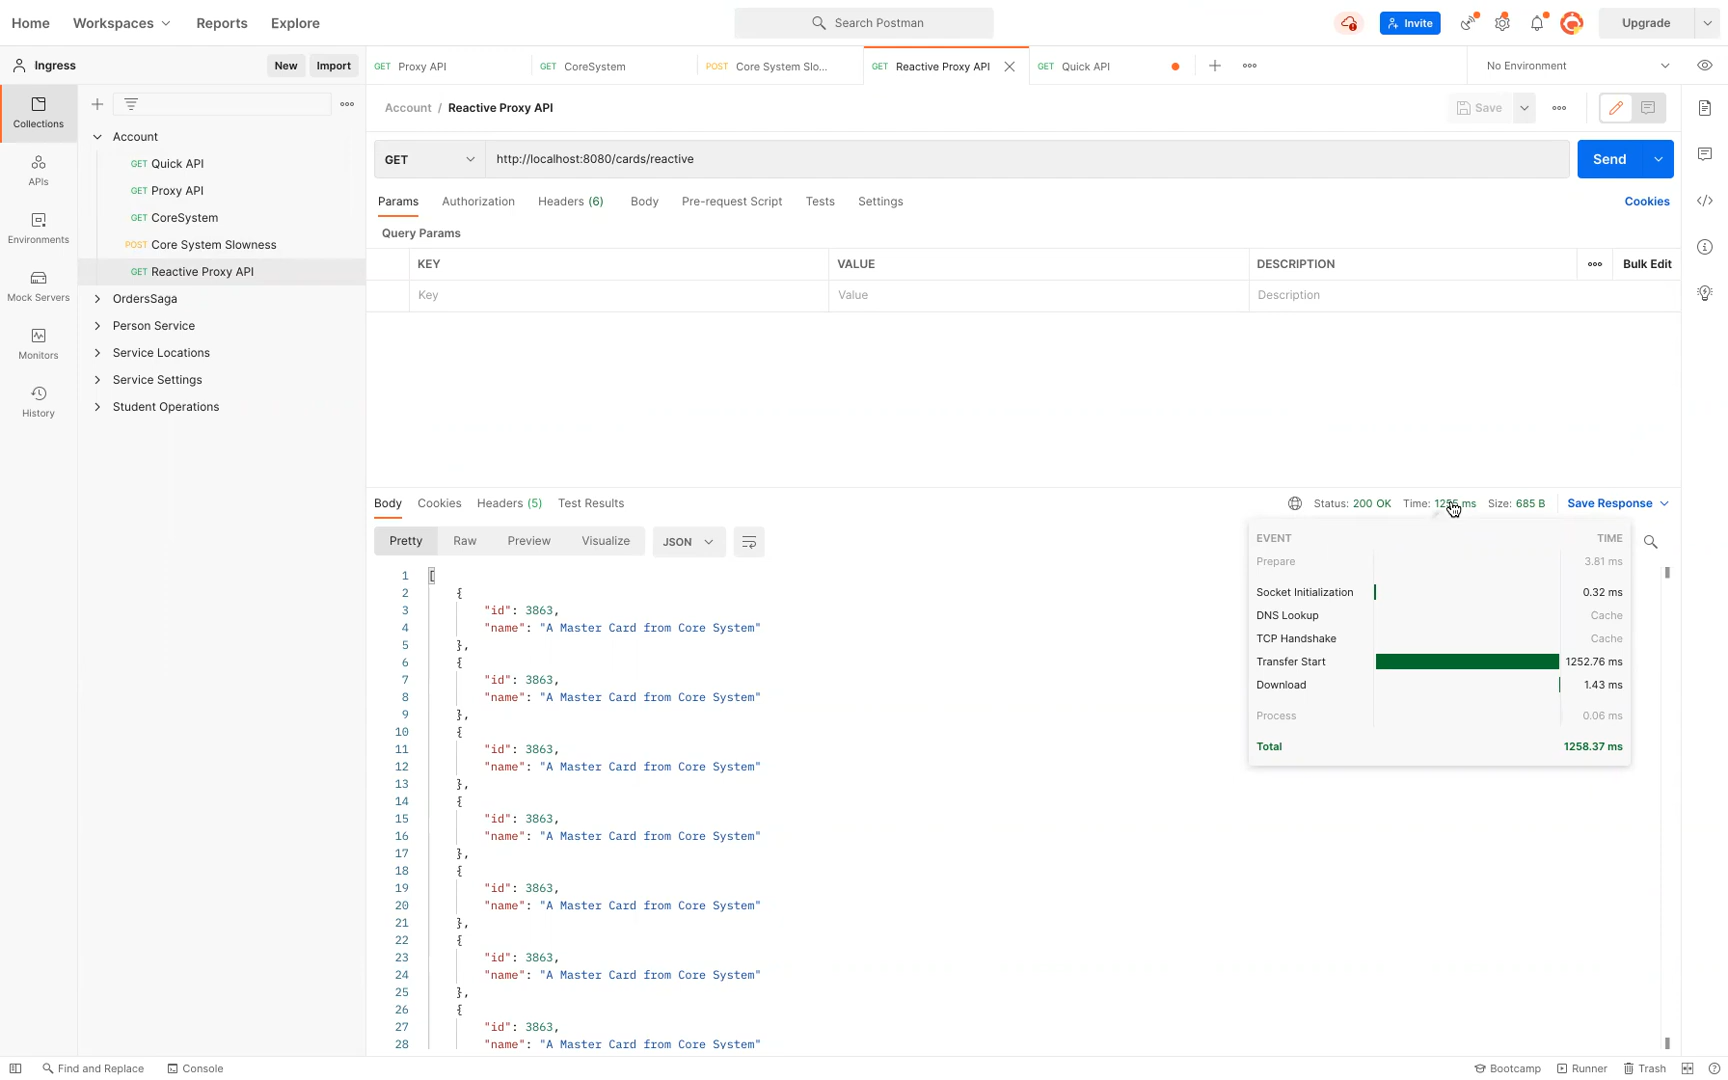 Home Workspaces Reports Explore Search Postman Invite Upgrade
Ingress New Import
GET Proxy API GET CoreSystem POST Core System Slo... GET Reactive Proxy API GET Quick API No Environment
Collections
APIs
Environments
Mock Servers
Monitors
History
Account
GET Quick API
GET Proxy API
GET CoreSystem
POST Core System Slowness
GET Reactive Proxy API
OrdersSaga
Person Service
Service Locations
Service Settings
Student Operations
Account / Reactive Proxy API Save
GET http://localhost:8080/cards/reactive Send
Params Authorization Headers (6) Body Pre-request Script Tests Settings Cookies
Query Params
KEY VALUE DESCRIPTION Bulk Edit
Key Value Description
Body Cookies Headers (5) Test Results Status: 200 OK Time: ms Size: 685 B Save Response
Pretty Raw Preview Visualize JSON
EVENT TIME
Prepare 3.81 ms
Socket Initialization 0.32 ms
DNS Lookup Cache
TCP Handshake Cache
Transfer Start 1252.76 ms
Download 1.43 ms
Process 0.06 ms
Total 1258.37 ms
1 [
2 {
3 "id": 3863,
4 "name": "A Master Card from Core System"
5 },
6 {
7 "id": 3863,
8 "name": "A Master Card from Core System"
9 },
10 {
11 "id": 3863,
12 "name": "A Master Card from Core System"
13 },
14 {
15 "id": 3863,
16 "name": "A Master Card from Core System"
17 },
18 {
19 "id": 3863,
20 "name": "A Master Card from Core System"
21 },
22 {
23 "id": 3863,
24 "name": "A Master Card from Core System"
25 },
26 {
27 "id": 3863,
28 "name": "A Master Card from Core System"
Find and Replace Console Bootcamp Runner Trash